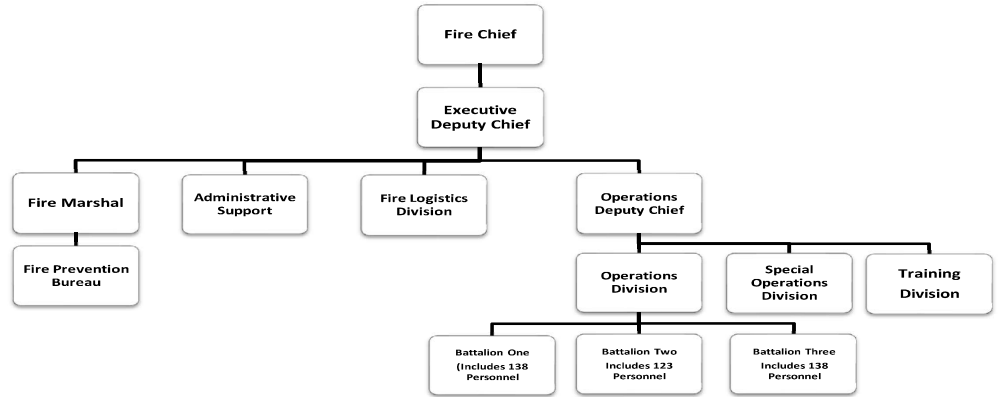 Fire Chief
Executive
Deputy Chief
Fire Marshal
Administrative
Support
Fire Logistics
Division
Operations
Deputy Chief
Fire Prevention
Bureau
Operations
Division
Special
Operations
Division
Training
Division
Battalion One
(Includes 138
Personnel
Battalion Two
Includes 123
Personnel
Battalion Three
Includes 138
Personnel